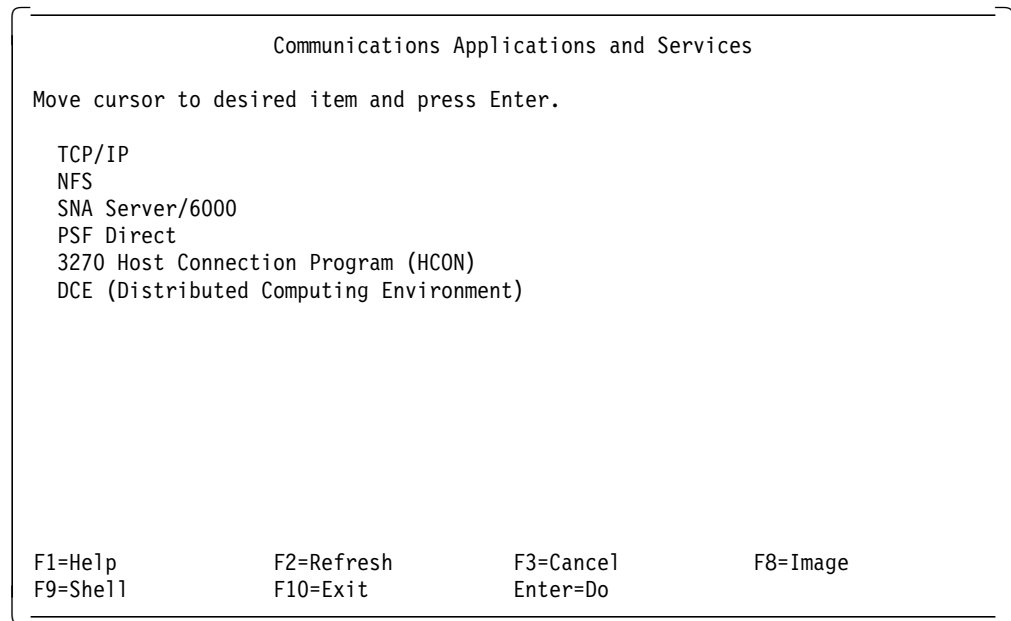 Communications Applications and Services
Move cursor to desired item and press Enter.
TCP/IP
NFS
SNA Server/6000
PSF Direct
3270 Host Connection Program (HCON)
DCE (Distributed Computing Environment)
F1=Help F2=Refresh F3=Cancel F8=Image
F9=Shell F10=Exit Enter=Do